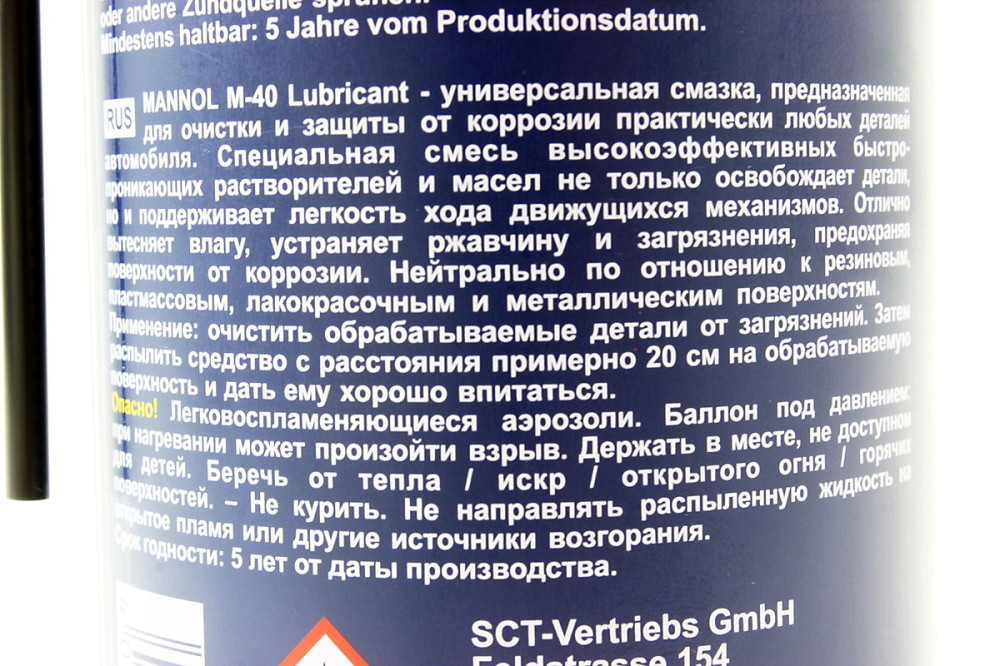 oder andere Zündquelle sprühen.
Mindestens haltbar: 5 Jahre vom Produktionsdatum.
RUS MANNOL M-40 Lubricant - универсальная смазка, предназначенная
для очистки и защиты от коррозии практически любых деталей
автомобиля. Специальная смесь высокоэффективных быстро-
проникающих растворителей и масел не только освобождает детали,
но и поддерживает легкость хода движущихся механизмов. Отлично
вытесняет влагу, устраняет ржавчину и загрязнения, предохраняя
поверхности от коррозии. Нейтрально по отношению к резиновым,
пластмассовым, лакокрасочным и металлическим поверхностям.
Применение: очистить обрабатываемые детали от загрязнений. Затем
распылить средство с расстояния примерно 20 см на обрабатываемую
поверхность и дать ему хорошо впитаться.
Опасно! Легковоспламеняющиеся аэрозоли. Баллон под давлением:
при нагревании может произойти взрыв. Держать в месте, не доступном
для детей. Беречь от тепла / искр / открытого огня / горячих
поверхностей. – Не курить. Не направлять распыленную жидкость на
открытое пламя или другие источники возгорания.
Срок годности: 5 лет от даты производства.
SCT-Vertriebs GmbH
Feldstrasse 154